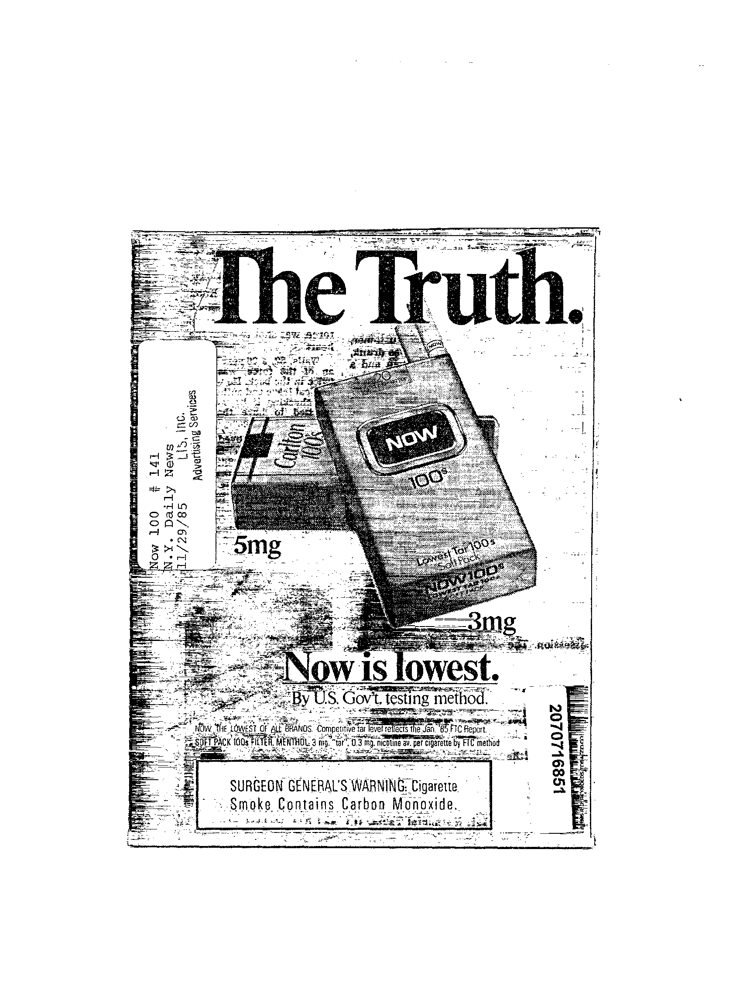 The Truth.
Now 100 # 141
N.Y. Daily News
11/29/85 LIS, Inc.
Advertising Services
Carlton
100s
NOW
100s
Lowest Tar 100s
Soft Pack
NOW 100s
5mg
3mg
Now is lowest.
By U.S. Gov't. testing method.
NOW. THE LOWEST OF ALL BRANDS. Competitive tar level reflects the Jan. '85 FTC Report.
SOFT PACK 100s FILTER, MENTHOL: 3 mg. "tar", 0.3 mg. nicotine av. per cigarette by FTC method
SURGEON GENERAL'S WARNING: Cigarette
Smoke Contains Carbon Monoxide.
2070716851